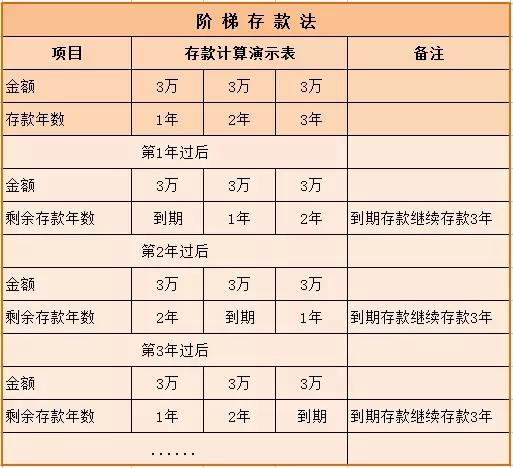 阶 梯 存 款 法
项目 存款计算演示表 备注
金额 3万 3万 3万
存款年数 1年 2年 3年
第1年过后
金额 3万 3万 3万
剩余存款年数 到期 1年 2年 到期存款继续存款3年
第2年过后
金额 3万 3万 3万
剩余存款年数 2年 到期 1年 到期存款继续存款3年
第3年过后
金额 3万 3万 3万
剩余存款年数 1年 2年 到期 到期存款继续存款3年
......